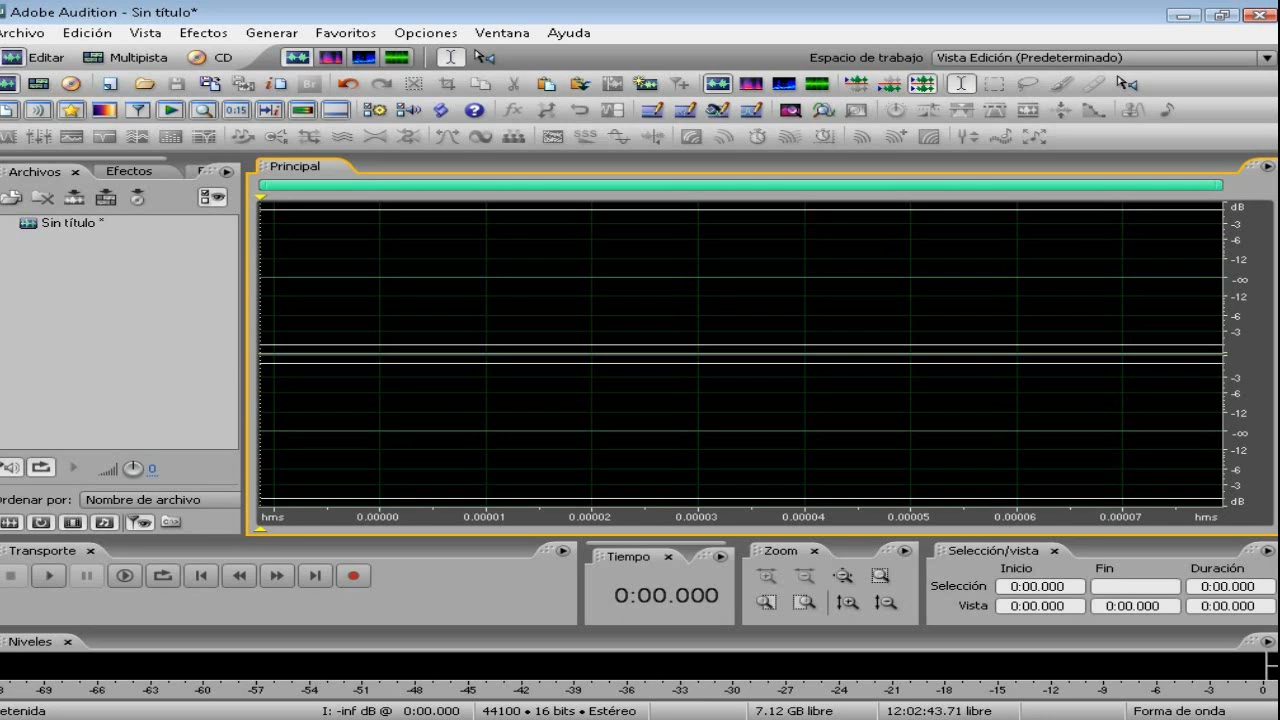 Adobe Audition - Sin título*
Archivo Edición Vista Efectos Generar Favoritos Opciones Ventana Ayuda
Editar Multipista CD Espacio de trabajo Vista Edición (Predeterminado)
Br
0:15
fx
Archivos × Efectos
Principal
Sin título *
dB
-3
-6
-12
-∞
-12
-6
-3
-3
-6
-12
-∞
-12
-6
-3
dB
hms 0.00000 0.00001 0.00002 0.00003 0.00004 0.00005 0.00006 0.00007 hms
0
rdenar por: Nombre de archivo
Transporte ×
Tiempo ×
0:00.000
Zoom ×
Selección/vista ×
Inicio Fin Duración
Selección 0:00.000 0:00.000
Vista 0:00.000 0:00.000 0:00.000
Niveles ×
-69 -66 -63 -60 -57 -54 -51 -48 -45 -42 -39 -36 -33 -30 -27 -24 -21 -18 -15 -12 -9 -6 -3 0
etenida I: -inf dB @ 0:00.000 44100 • 16 bits • Estéreo 7.12 GB libre 12:02:43.71 libre Forma de onda